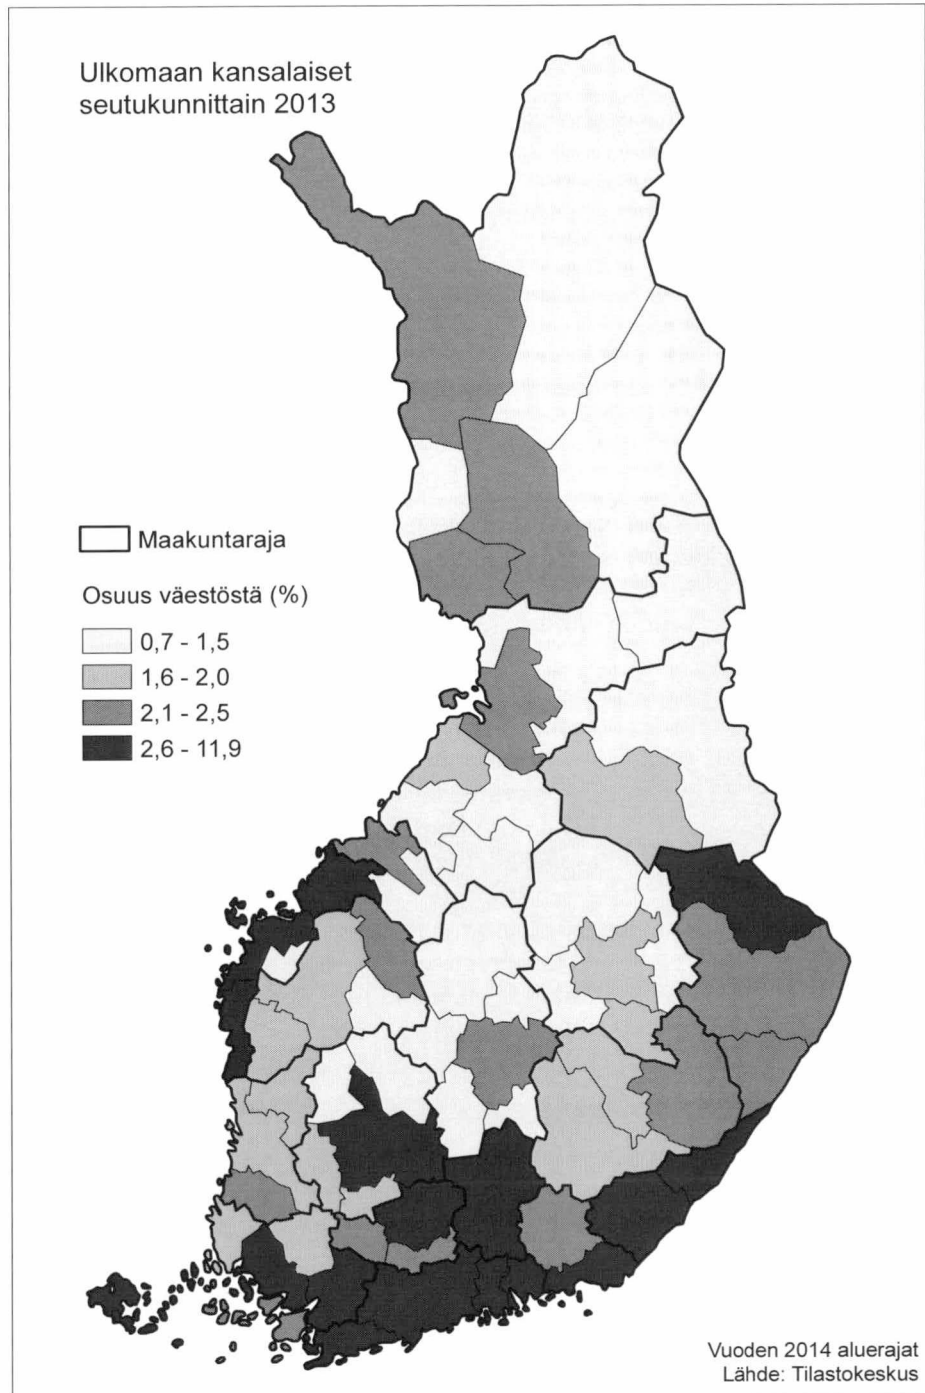 Ulkomaan kansalaiset
seutukunnittain 2013
Maakuntaraja
Osuus väestöstä (%)
0,7 - 1,5
1,6 - 2,0
2,1 - 2,5
2,6 - 11,9
Vuoden 2014 aluerajat
Lähde: Tilastokeskus